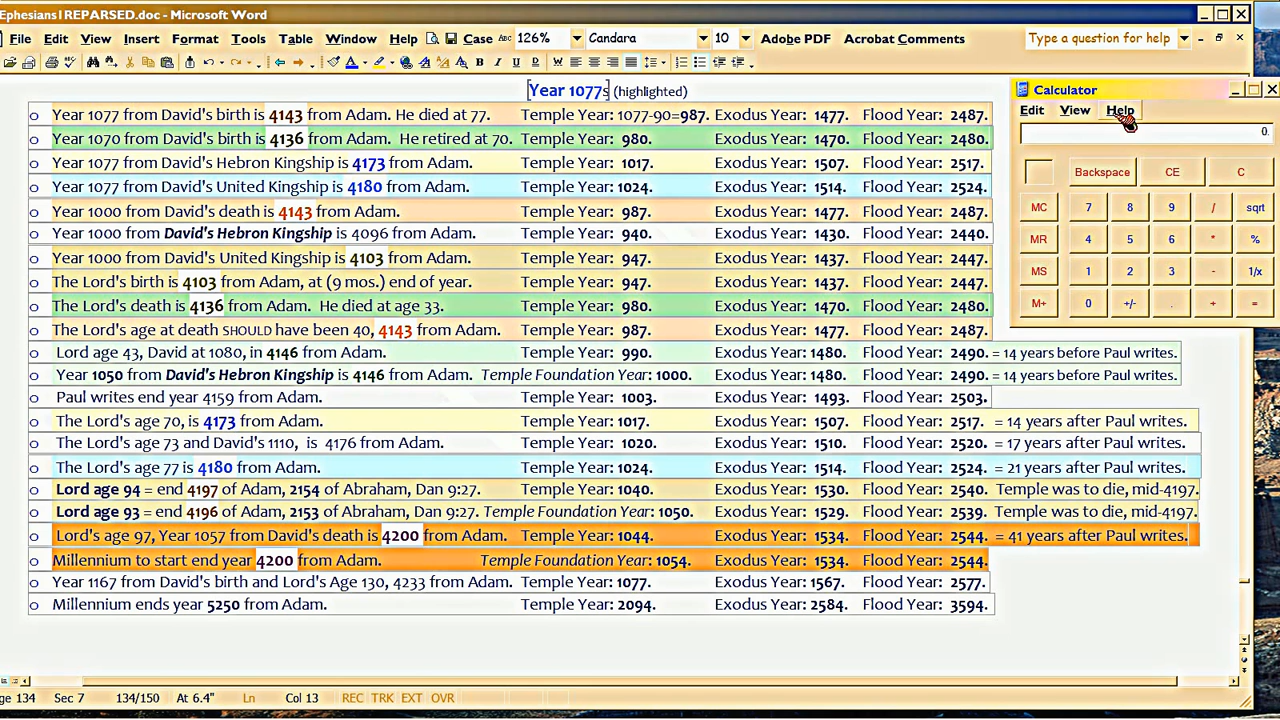 Ephesians1REPARSED.doc - Microsoft Word
File Edit View Insert Format Tools Table Window Help Case 126% Candara 10 Adobe PDF Acrobat Comments Type a question for help
Year 1077s (highlighted)
Year 1077 from David's birth is 4143 from Adam. He died at 77. Temple Year: 1077-90=987. Exodus Year: 1477. Flood Year: 2487.
Year 1070 from David's birth is 4136 from Adam. He retired at 70. Temple Year: 980. Exodus Year: 1470. Flood Year: 2480.
Year 1077 from David's Hebron Kingship is 4173 from Adam. Temple Year: 1017. Exodus Year: 1507. Flood Year: 2517.
Year 1077 from David's United Kingship is 4180 from Adam. Temple Year: 1024. Exodus Year: 1514. Flood Year: 2524.
Year 1000 from David's death is 4143 from Adam. Temple Year: 987. Exodus Year: 1477. Flood Year: 2487.
Year 1000 from David's Hebron Kingship is 4096 from Adam. Temple Year: 940. Exodus Year: 1430. Flood Year: 2440.
Year 1000 from David's United Kingship is 4103 from Adam. Temple Year: 947. Exodus Year: 1437. Flood Year: 2447.
The Lord's birth is 4103 from Adam, at (9 mos.) end of year. Temple Year: 947. Exodus Year: 1437. Flood Year: 2447.
The Lord's death is 4136 from Adam. He died at age 33. Temple Year: 980. Exodus Year: 1470. Flood Year: 2480.
The Lord's age at death SHOULD have been 40, 4143 from Adam. Temple Year: 987. Exodus Year: 1477. Flood Year: 2487.
Lord age 43, David at 1080, in 4146 from Adam. Temple Year: 990. Exodus Year: 1480. Flood Year: 2490. = 14 years before Paul writes.
Year 1050 from David's Hebron Kingship is 4146 from Adam. Temple Foundation Year: 1000. Exodus Year: 1480. Flood Year: 2490. = 14 years before Paul writes.
Paul writes end year 4159 from Adam. Temple Year: 1003. Exodus Year: 1493. Flood Year: 2503.
The Lord's age 70, is 4173 from Adam. Temple Year: 1017. Exodus Year: 1507. Flood Year: 2517. = 14 years after Paul writes.
The Lord's age 73 and David's 1110, is 4176 from Adam. Temple Year: 1020. Exodus Year: 1510. Flood Year: 2520. = 17 years after Paul writes.
The Lord's age 77 is 4180 from Adam. Temple Year: 1024. Exodus Year: 1514. Flood Year: 2524. = 21 years after Paul writes.
Lord age 94 = end 4197 of Adam, 2154 of Abraham, Dan 9:27. Temple Year: 1040. Exodus Year: 1530. Flood Year: 2540. Temple was to die, mid-4197.
Lord age 93 = end 4196 of Adam, 2153 of Abraham, Dan 9:27. Temple Foundation Year: 1050. Exodus Year: 1529. Flood Year: 2539. Temple was to die, mid-4197.
Lord's age 97, Year 1057 from David's death is 4200 from Adam. Temple Year: 1044. Exodus Year: 1534. Flood Year: 2544. = 41 years after Paul writes.
Millennium to start end year 4200 from Adam. Temple Foundation Year: 1054. Exodus Year: 1534. Flood Year: 2544.
Year 1167 from David's birth and Lord's Age 130, 4233 from Adam. Temple Year: 1077. Exodus Year: 1567. Flood Year: 2577.
Millennium ends year 5250 from Adam. Temple Year: 2094. Exodus Year: 2584. Flood Year: 3594.
Calculator
Edit View Help
0.
Backspace CE C
MC 7 8 9 / sqrt
MR 4 5 6 * %
MS 1 2 3 - 1/x
M+ 0 +/- . + =
ge 134 Sec 7 134/150 At 6.4" Ln Col 13 REC TRK EXT OVR